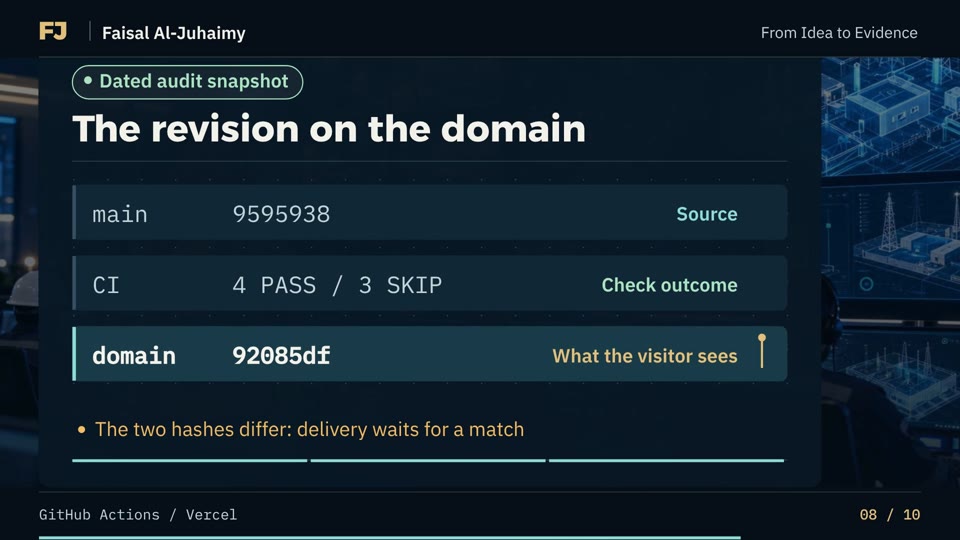 FJ
Faisal Al-Juhaimy
From Idea to Evidence
Dated audit snapshot
The revision on the domain
main 9595938 Source
CI 4 PASS / 3 SKIP Check outcome
domain 92085df What the visitor sees
The two hashes differ: delivery waits for a match
GitHub Actions / Vercel
08 / 10